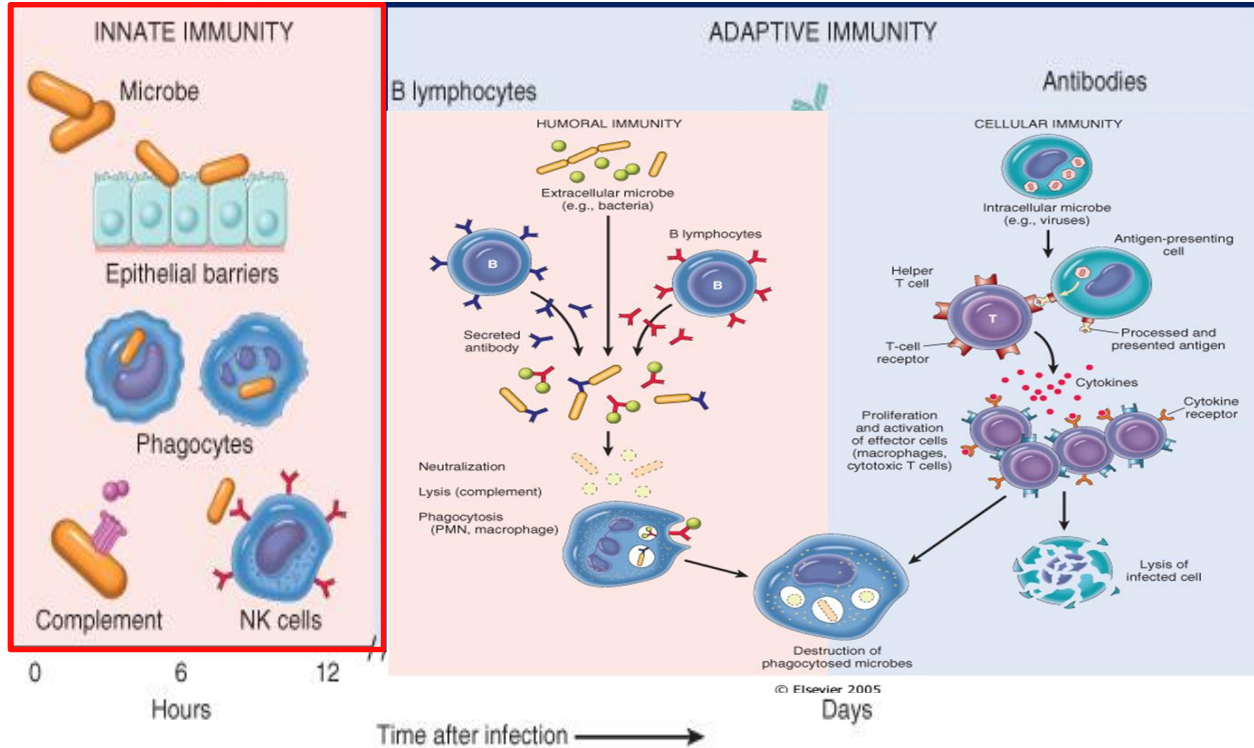 INNATE IMMUNITY
Microbe
Epithelial barriers
Phagocytes
Complement
NK cells
0
6
12
Hours
ADAPTIVE IMMUNITY
B lymphocytes
Antibodies
HUMORAL IMMUNITY
Extracellular microbe
(e.g., bacteria)
B lymphocytes
B
B
Secreted
antibody
Neutralization
Lysis (complement)
Phagocytosis
(PMN, macrophage)
CELLULAR IMMUNITY
Intracellular microbe
(e.g., viruses)
Antigen-presenting
cell
Helper
T cell
T
T-cell
receptor
Processed and
presented antigen
Cytokines
Cytokine
receptor
Proliferation
and activation
of effector cells
(macrophages,
cytotoxic T cells)
Lysis of
infected cell
Destruction of
phagocytosed microbes
© Elsevier 2005
Days
Time after infection